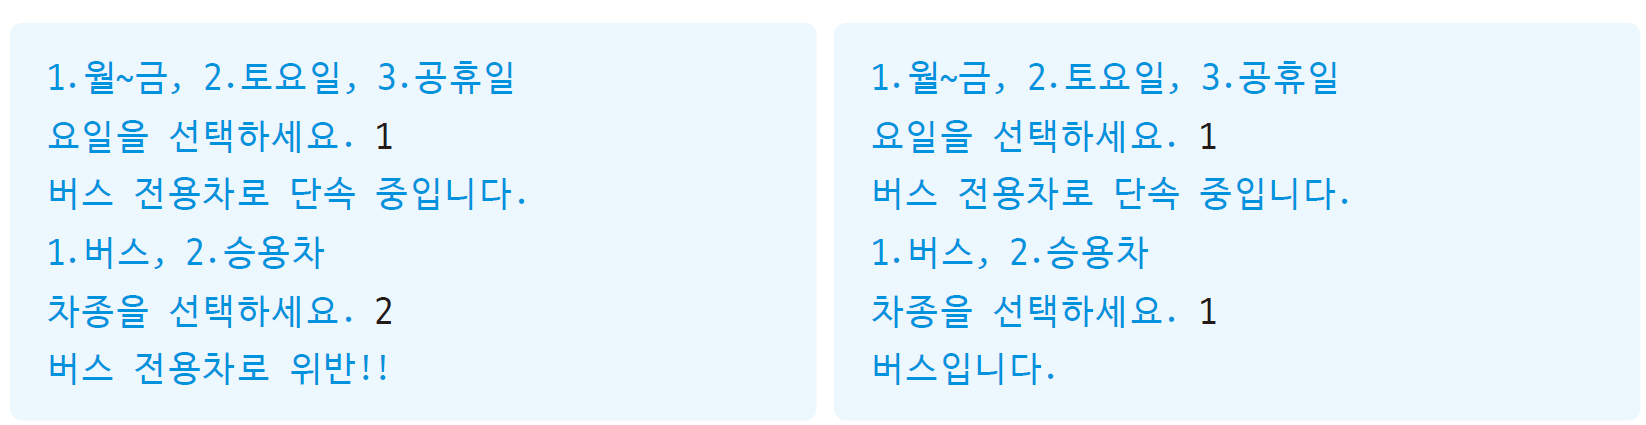 1.월~금, 2.토요일, 3.공휴일
요일을 선택하세요. 1
버스 전용차로 단속 중입니다.
1.버스, 2.승용차
차종을 선택하세요. 2
버스 전용차로 위반!!
1.월~금, 2.토요일, 3.공휴일
요일을 선택하세요. 1
버스 전용차로 단속 중입니다.
1.버스, 2.승용차
차종을 선택하세요. 1
버스입니다.